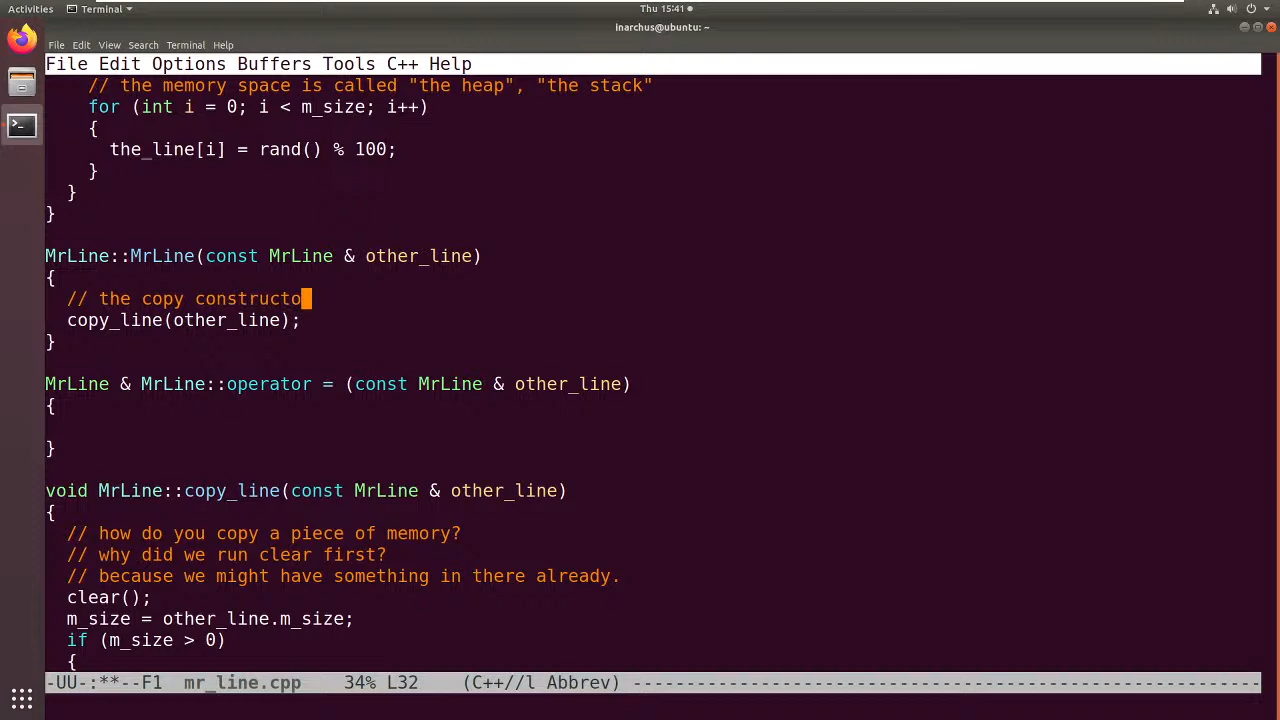 Activities Terminal Thu 15:41
inarchus@ubuntu: ~
File Edit View Search Terminal Help
File Edit Options Buffers Tools C++ Help
// the memory space is called "the heap", "the stack"
for (int i = 0; i < m_size; i++)
{
the_line[i] = rand() % 100;
}
}
}
MrLine::MrLine(const MrLine & other_line)
{
// the copy constructo
copy_line(other_line);
}
MrLine & MrLine::operator = (const MrLine & other_line)
{
}
void MrLine::copy_line(const MrLine & other_line)
{
// how do you copy a piece of memory?
// why did we run clear first?
// because we might have something in there already.
clear();
m_size = other_line.m_size;
if (m_size > 0)
{
-UU-:**--F1 mr_line.cpp 34% L32 (C++//l Abbrev) -----------------------------------------------------------